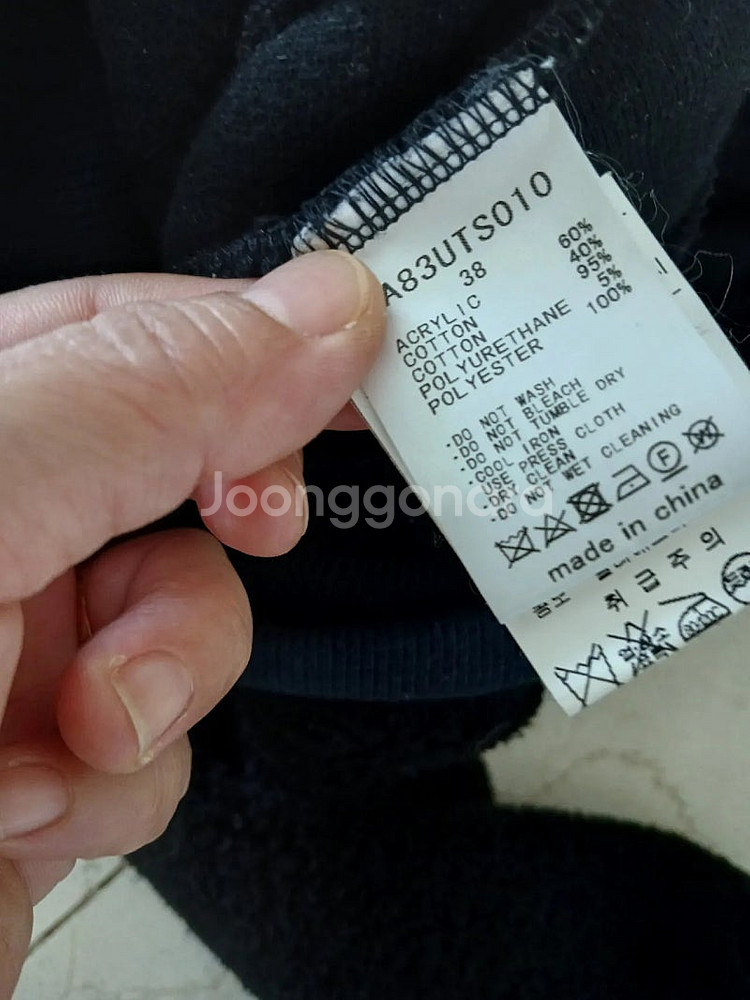 A83UTS010
38
ACRYLIC 60%
COTTON 40%
COTTON 95%
POLYURETHANE 5%
POLYESTER 100%
-DO NOT WASH
-DO NOT BLEACH
-DO NOT TUMBLE DRY
-COOL IRON
USE PRESS CLOTH
-DRY CLEAN
-DO NOT WET CLEANING
Joonggonara
made in china
취급주의